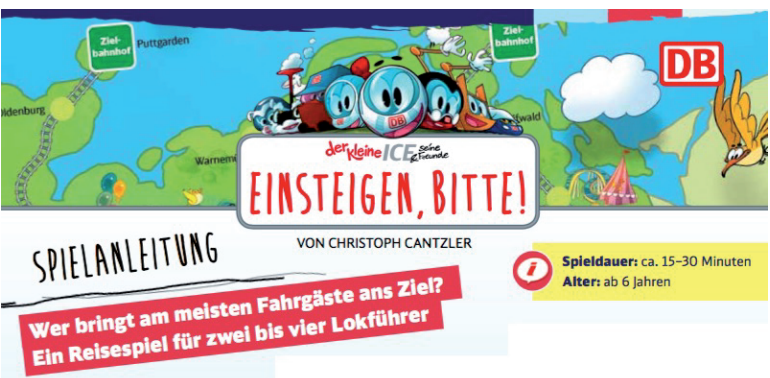 Ziel-
bahnhof
Puttgarden
Ziel-
bahnhof
DB
Oldenburg
DB
fswald
Warnem
der kleine ICE & seine Freunde
EINSTEIGEN, BITTE!
VON CHRISTOPH CANTZLER
SPIELANLEITUNG
i
Spieldauer: ca. 15–30 Minuten
Alter: ab 6 Jahren
Wer bringt am meisten Fahrgäste ans Ziel?
Ein Reisespiel für zwei bis vier Lokführer